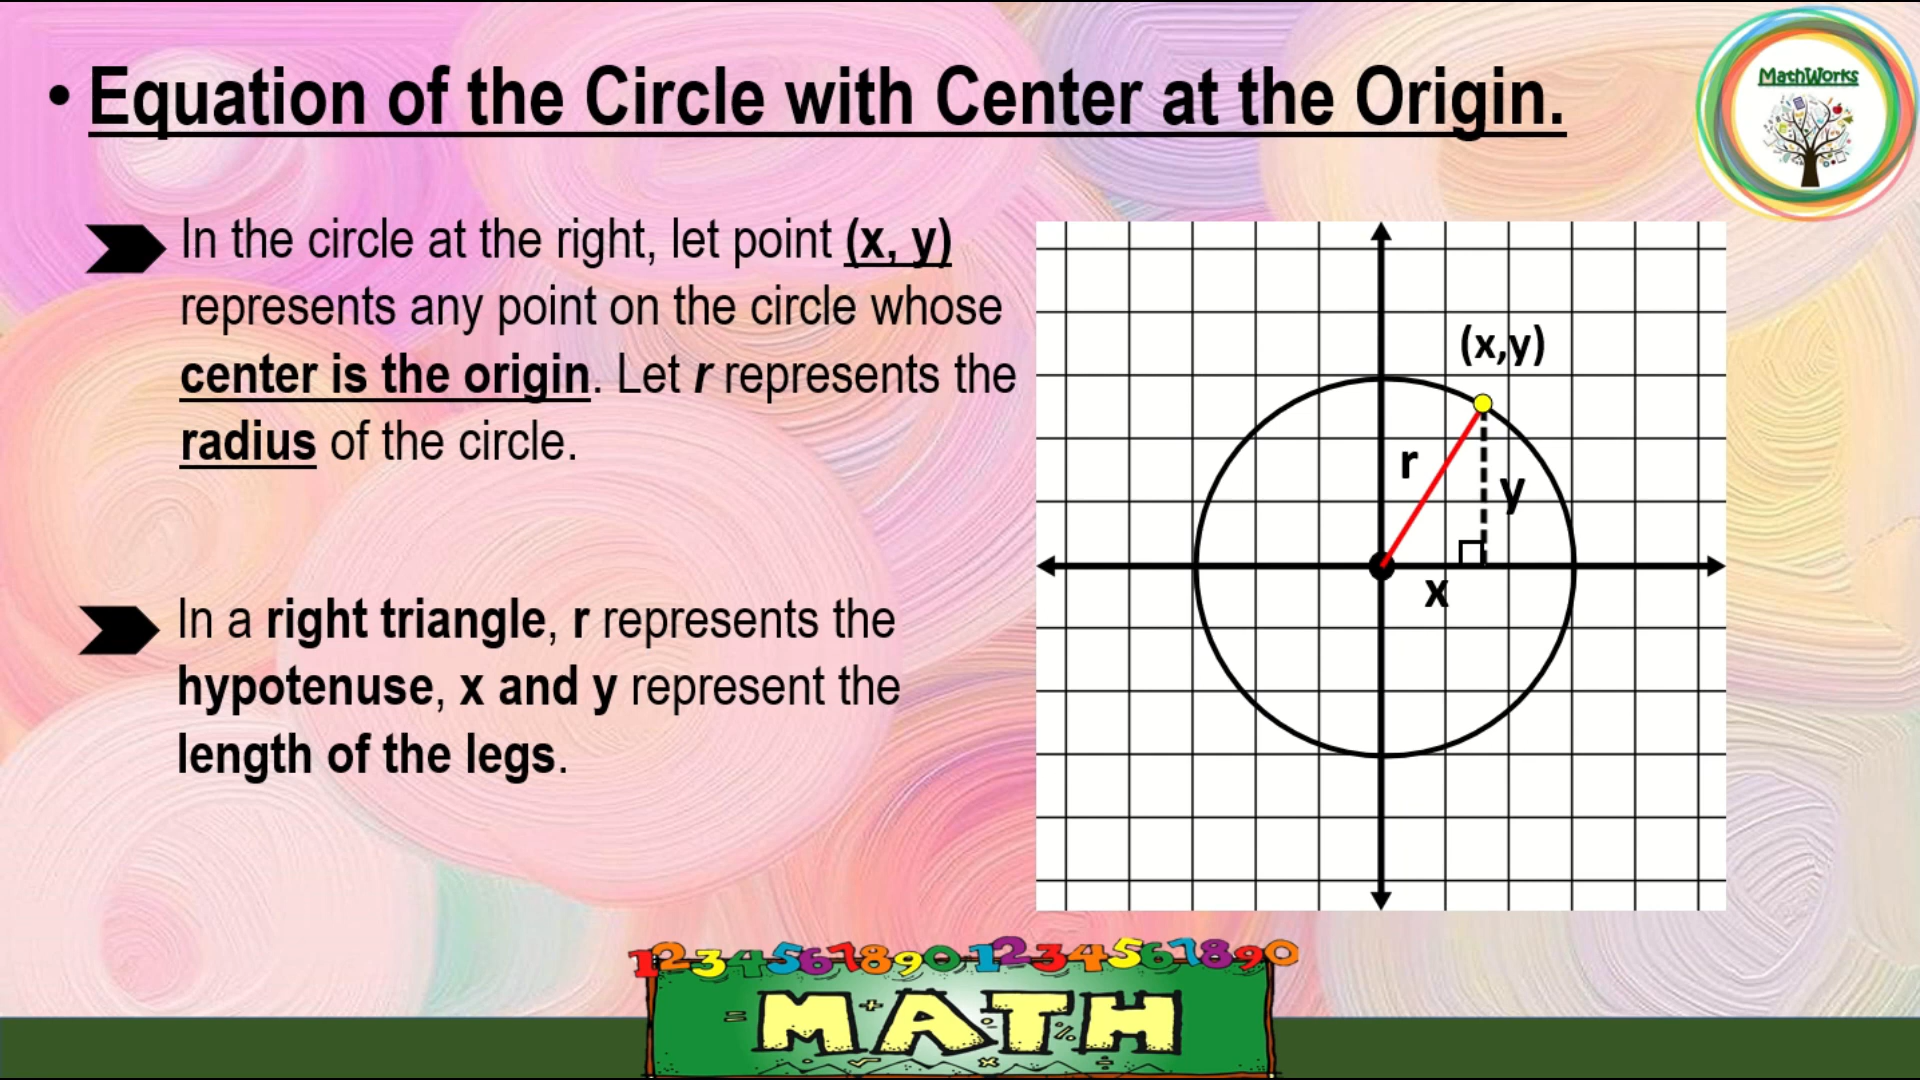 • Equation of the Circle with Center at the Origin.
MathWorks
In the circle at the right, let point (x, y)
represents any point on the circle whose
center is the origin. Let r represents the
radius of the circle.
(x,y)
r
y
x
In a right triangle, r represents the
hypotenuse, x and y represent the
length of the legs.
12345678901234567890
MATH